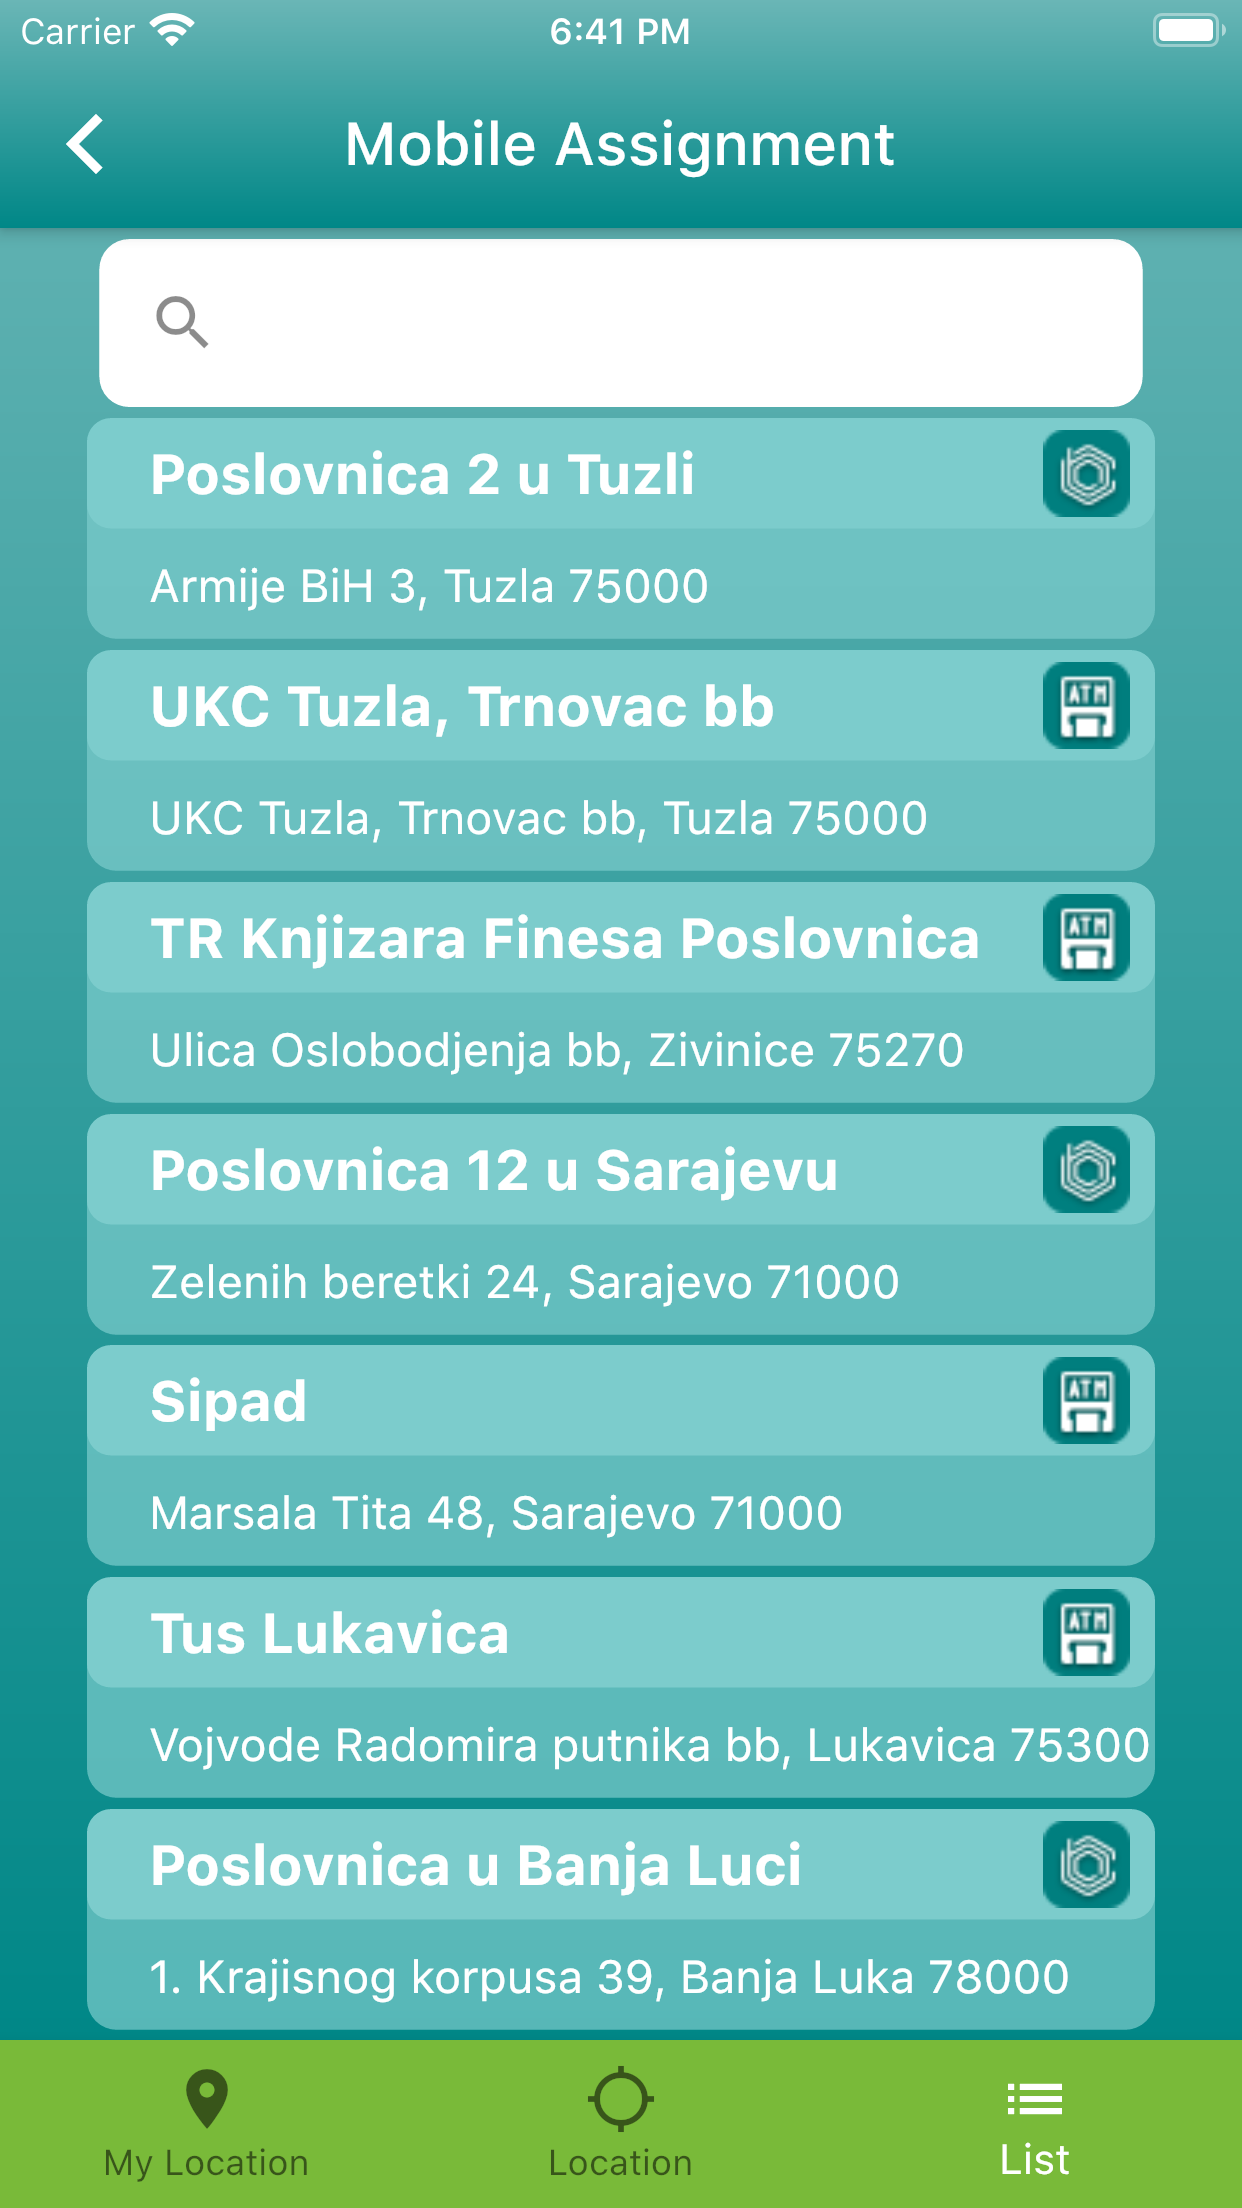 Carrier 6:41 PM
Mobile Assignment
Poslovnica 2 u Tuzli
Armije BiH 3, Tuzla 75000
UKC Tuzla, Trnovac bb
ATM
UKC Tuzla, Trnovac bb, Tuzla 75000
TR Knjizara Finesa Poslovnica
ATM
Ulica Oslobodjenja bb, Zivinice 75270
Poslovnica 12 u Sarajevu
Zelenih beretki 24, Sarajevo 71000
Sipad
ATM
Marsala Tita 48, Sarajevo 71000
Tus Lukavica
ATM
Vojvode Radomira putnika bb, Lukavica 75300
Poslovnica u Banja Luci
1. Krajisnog korpusa 39, Banja Luka 78000
My Location Location List